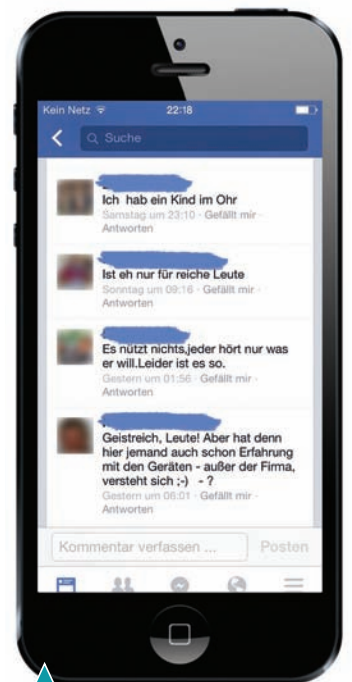 Kein Netz 22:18
Suche
Ich hab ein Kind im Ohr
Samstag um 23:10 · Gefällt mir ·
Antworten
Ist eh nur für reiche Leute
Sonntag um 09:16 · Gefällt mir ·
Antworten
Es nützt nichts,jeder hört nur was
er will.Leider ist es so.
Gestern um 01:56 · Gefällt mir ·
Antworten
Geistreich, Leute! Aber hat denn
hier jemand auch schon Erfahrung
mit den Geräten - außer der Firma,
versteht sich ;-) - ?
Gestern um 06:01 · Gefällt mir ·
Antworten
Kommentar verfassen ... Posten